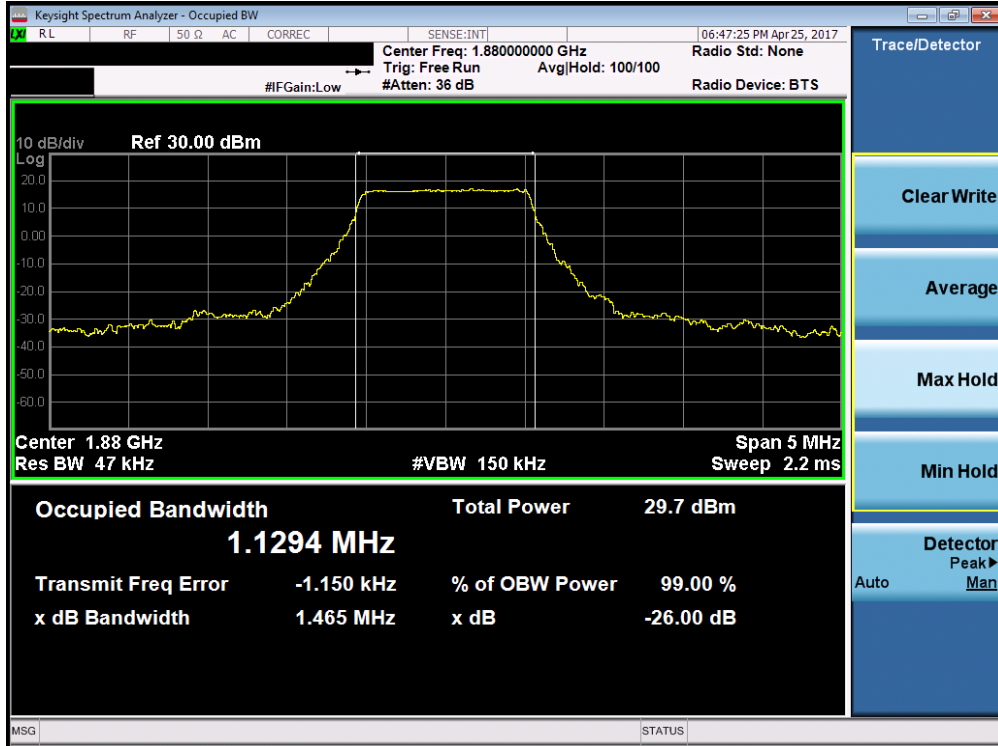 Keysight Spectrum Analyzer - Occupied BW
LXI RL RF 50 Ω AC CORREC SENSE:INT 06:47:25 PM Apr 25, 2017
Center Freq: 1.880000000 GHz Radio Std: None
Trig: Free Run Avg|Hold: 100/100
#IFGain:Low #Atten: 36 dB Radio Device: BTS
Trace/Detector
10 dB/div Ref 30.00 dBm
Log
20.0
10.0
0.00
-10.0
-20.0
-30.0
-40.0
-50.0
-60.0
Center 1.88 GHz Span 5 MHz
Res BW 47 kHz #VBW 150 kHz Sweep 2.2 ms
Occupied Bandwidth Total Power 29.7 dBm
1.1294 MHz
Transmit Freq Error -1.150 kHz % of OBW Power 99.00 %
x dB Bandwidth 1.465 MHz x dB -26.00 dB
Clear Write
Average
Max Hold
Min Hold
Detector
Peak▶
Auto Man
MSG STATUS